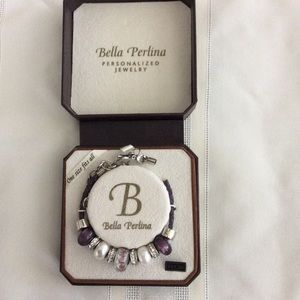 Bella Perlina
PERSONALIZED
JEWELRY
One size fits all
B
Bella Perlina